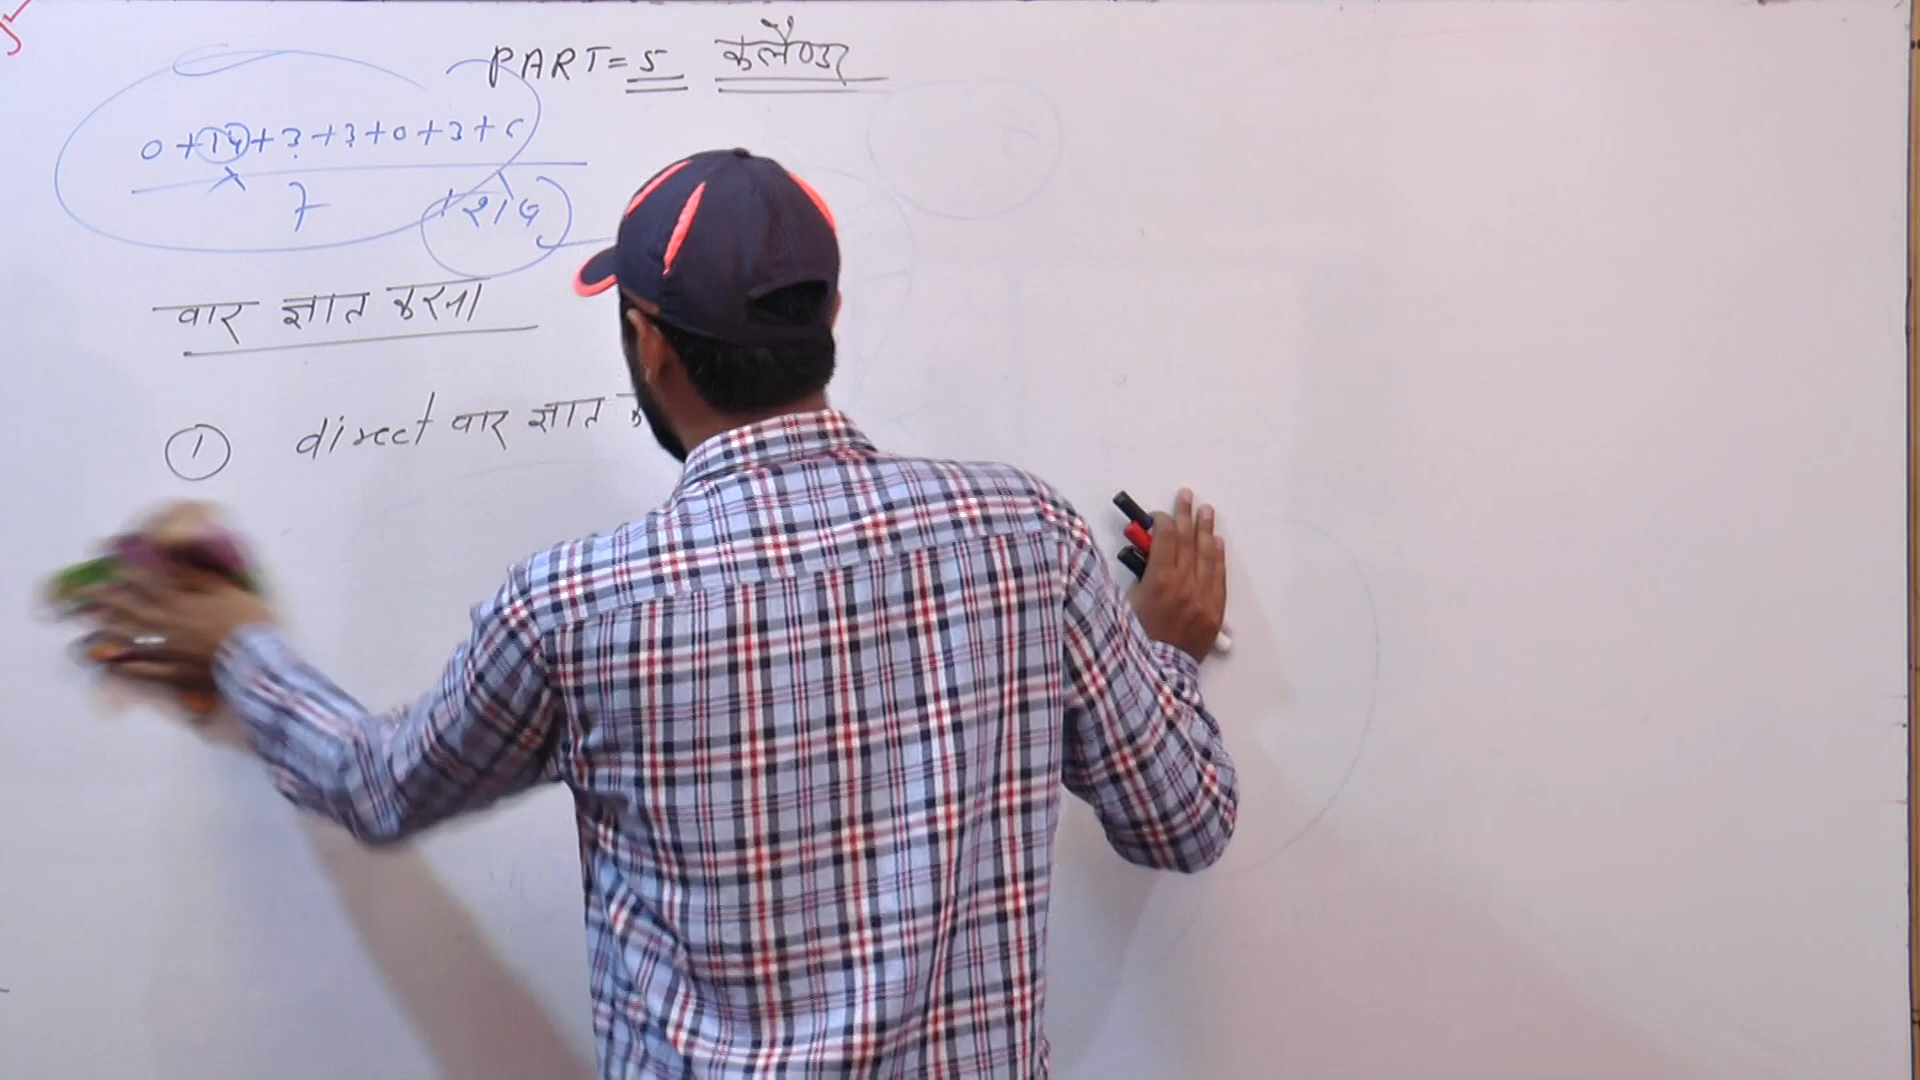 PART = 5 कलैण्डर
0 + 14 + 3 + 3 + 0 + 3 + 5
7
वार ज्ञात करना
① direct वार ज्ञात